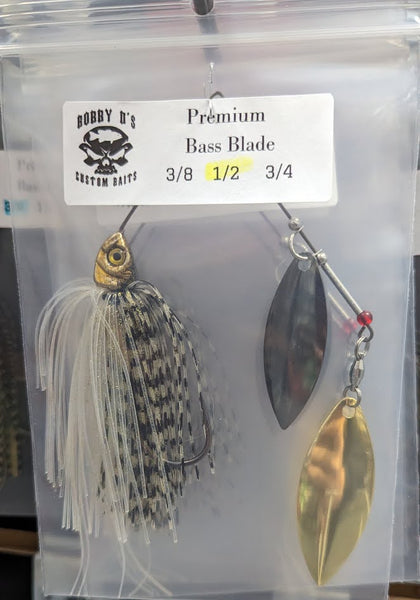 BOBBY D'S
CUSTOM BAITS
Premium
Bass Blade
3/8 1/2 3/4